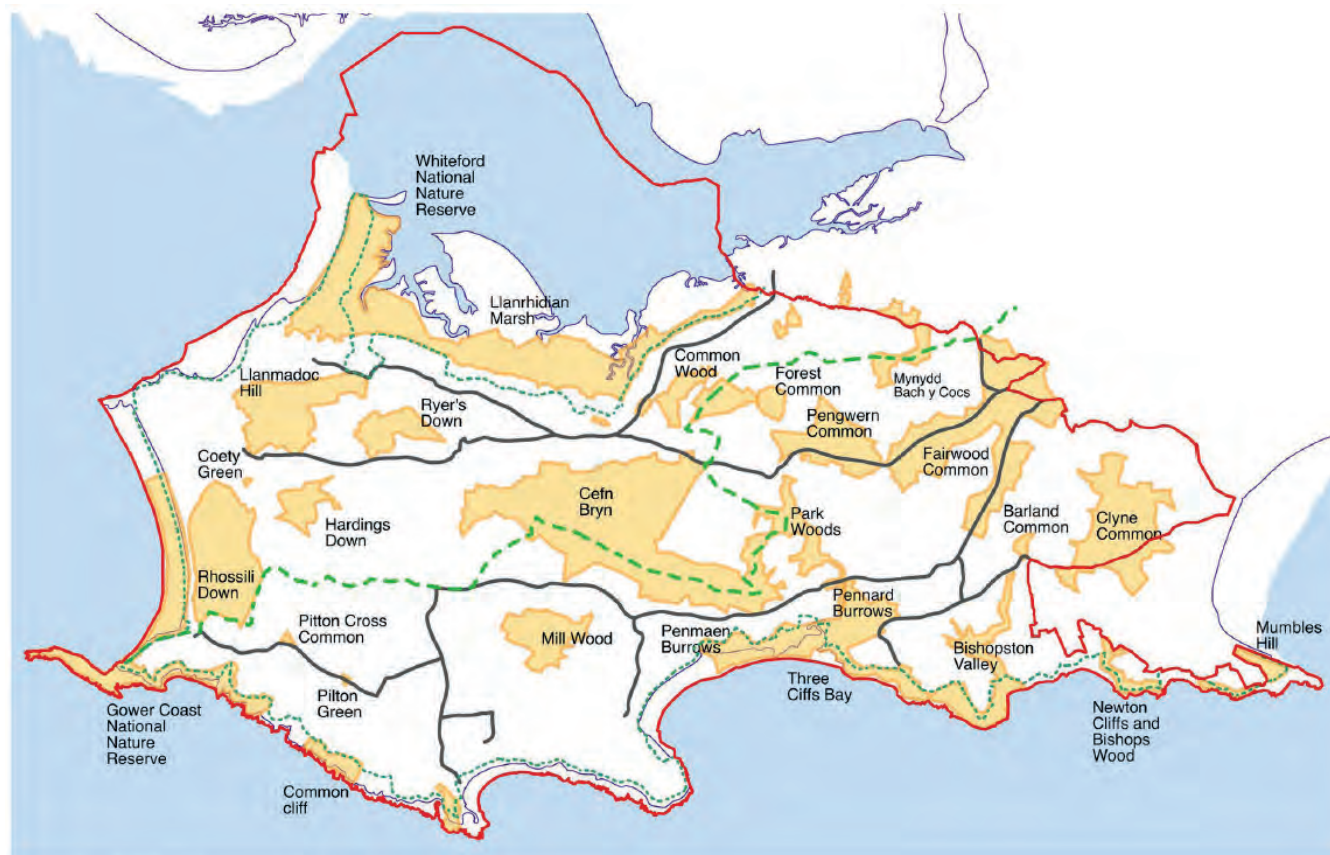 Whiteford
National
Nature
Reserve
Llanrhidian
Marsh
Common
Wood
Forest
Common
Mynydd
Bach y Cocs
Llanmadoc
Hill
Ryer's
Down
Pengwern
Common
Fairwood
Common
Coety
Green
Hardings
Down
Cefn
Bryn
Park
Woods
Barland
Common
Clyne
Common
Rhossili
Down
Pitton Cross
Common
Mill Wood
Penmaen
Burrows
Pennard
Burrows
Bishopston
Valley
Mumbles
Hill
Pilton
Green
Three
Ciffs Bay
Gower Coast
National
Nature
Reserve
Newton
Cliffs and
Bishops
Wood
Common
cliff